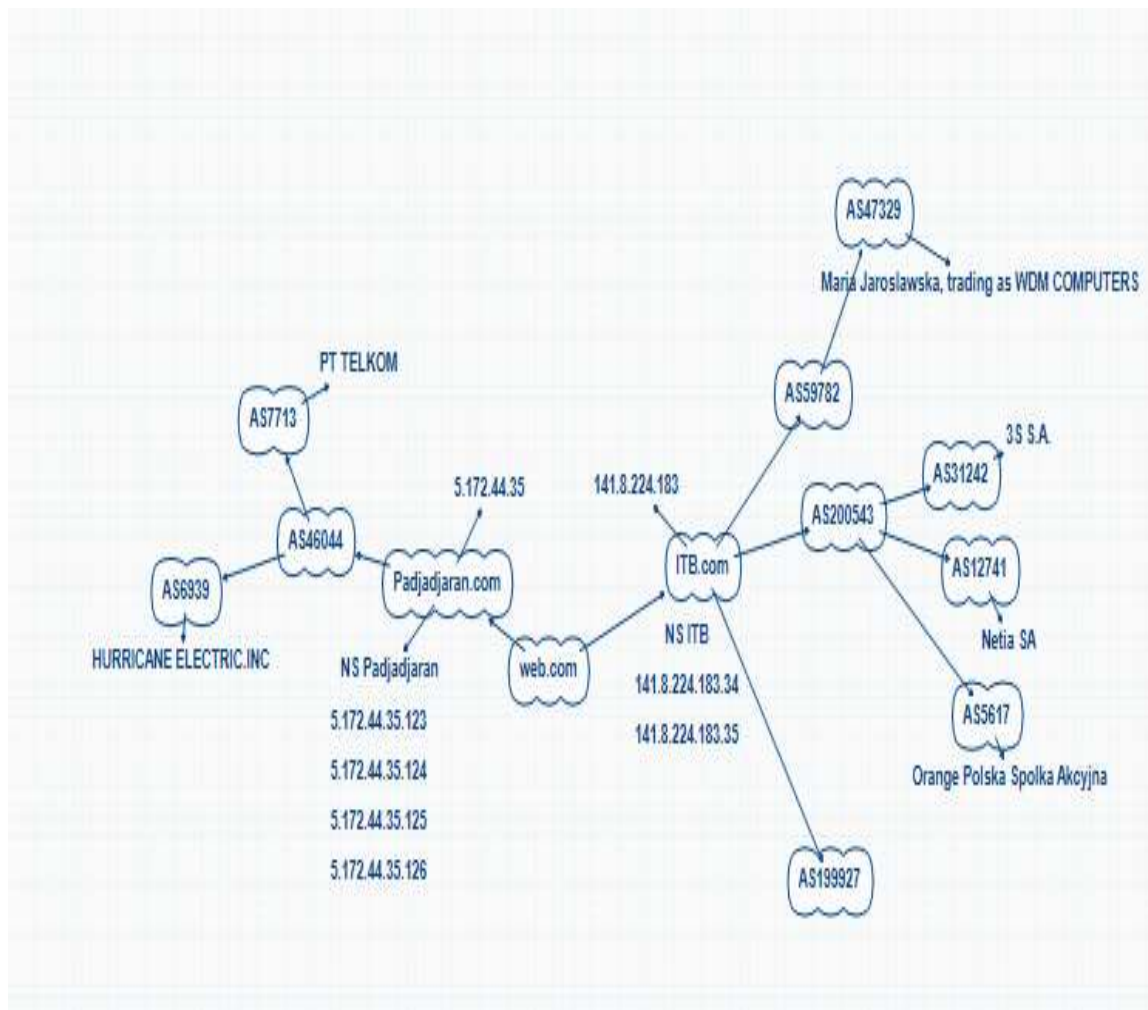 AS47329
Maria Jaroslawska, trading as WDM COMPUTERS
PT TELKOM
AS7713
AS59782
3S S.A.
AS31242
5.172.44.35
141.8.224.183
AS200543
AS46044
ITB.com
AS12741
AS6939
Padjadjaran.com
HURRICANE ELECTRIC.INC
NS Padjadjaran
web.com
NS ITB
Netia SA
5.172.44.35.123
5.172.44.35.124
5.172.44.35.125
5.172.44.35.126
141.8.224.183.34
141.8.224.183.35
AS5617
Orange Polska Spolka Akcyjna
AS199927